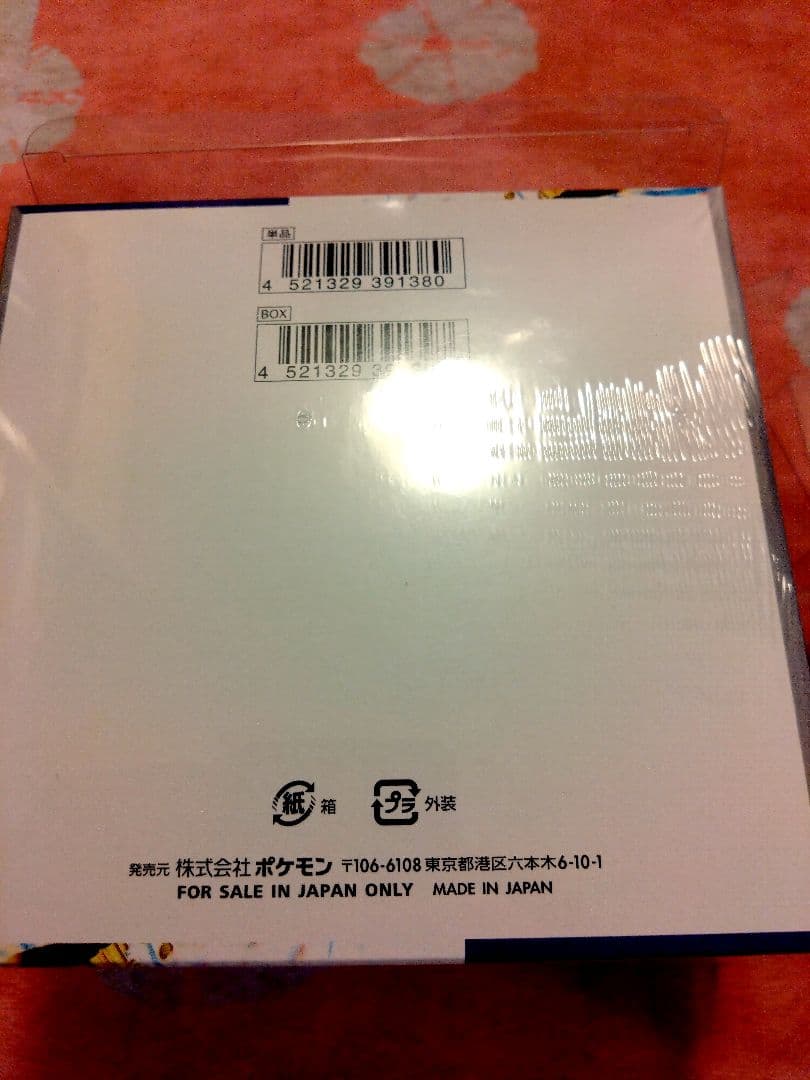 単品
4 521329 391380
BOX
4 521329
紙 箱 プラ 外装
発売元 株式会社 ポケモン 〒106-6108 東京都港区六本木6-10-1
FOR SALE IN JAPAN ONLY MADE IN JAPAN